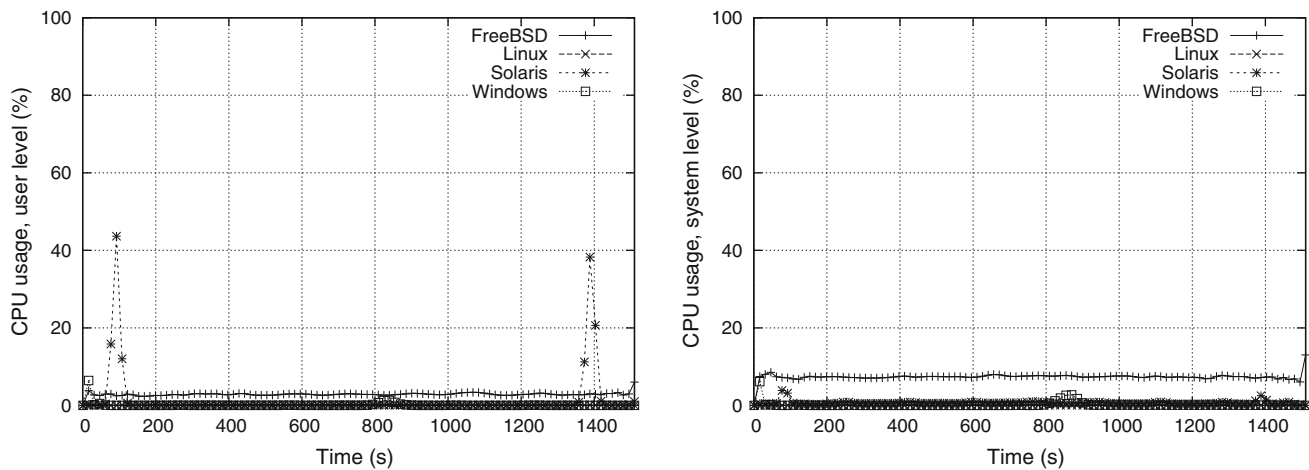 100
80
60
40
20
0
CPU usage, user level (%)
FreeBSD
Linux
Solaris
Windows
0 200 400 600 800 1000 1200 1400
Time (s)
100
80
60
40
20
0
CPU usage, system level (%)
FreeBSD
Linux
Solaris
Windows
0 200 400 600 800 1000 1200 1400
Time (s)